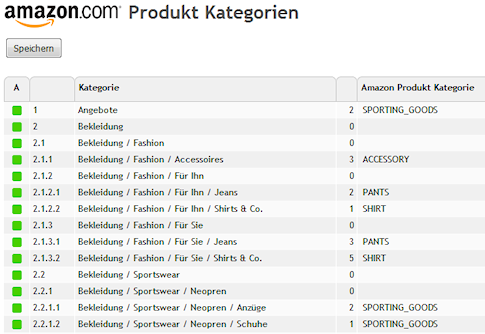 amazon.com Produkt Kategorien
Speichern
A Kategorie Amazon Produkt Kategorie
1 Angebote 2 SPORTING_GOODS
2 Bekleidung 0
2.1 Bekleidung / Fashion 0
2.1.1 Bekleidung / Fashion / Accessoires 3 ACCESSORY
2.1.2 Bekleidung / Fashion / Für Ihn 0
2.1.2.1 Bekleidung / Fashion / Für Ihn / Jeans 2 PANTS
2.1.2.2 Bekleidung / Fashion / Für Ihn / Shirts & Co. 1 SHIRT
2.1.3 Bekleidung / Fashion / Für Sie 0
2.1.3.1 Bekleidung / Fashion / Für Sie / Jeans 3 PANTS
2.1.3.2 Bekleidung / Fashion / Für Sie / Shirts & Co. 5 SHIRT
2.2 Bekleidung / Sportswear 0
2.2.1 Bekleidung / Sportswear / Neopren 0
2.2.1.1 Bekleidung / Sportswear / Neopren / Anzüge 2 SPORTING_GOODS
2.2.1.2 Bekleidung / Sportswear / Neopren / Schuhe 1 SPORTING_GOODS